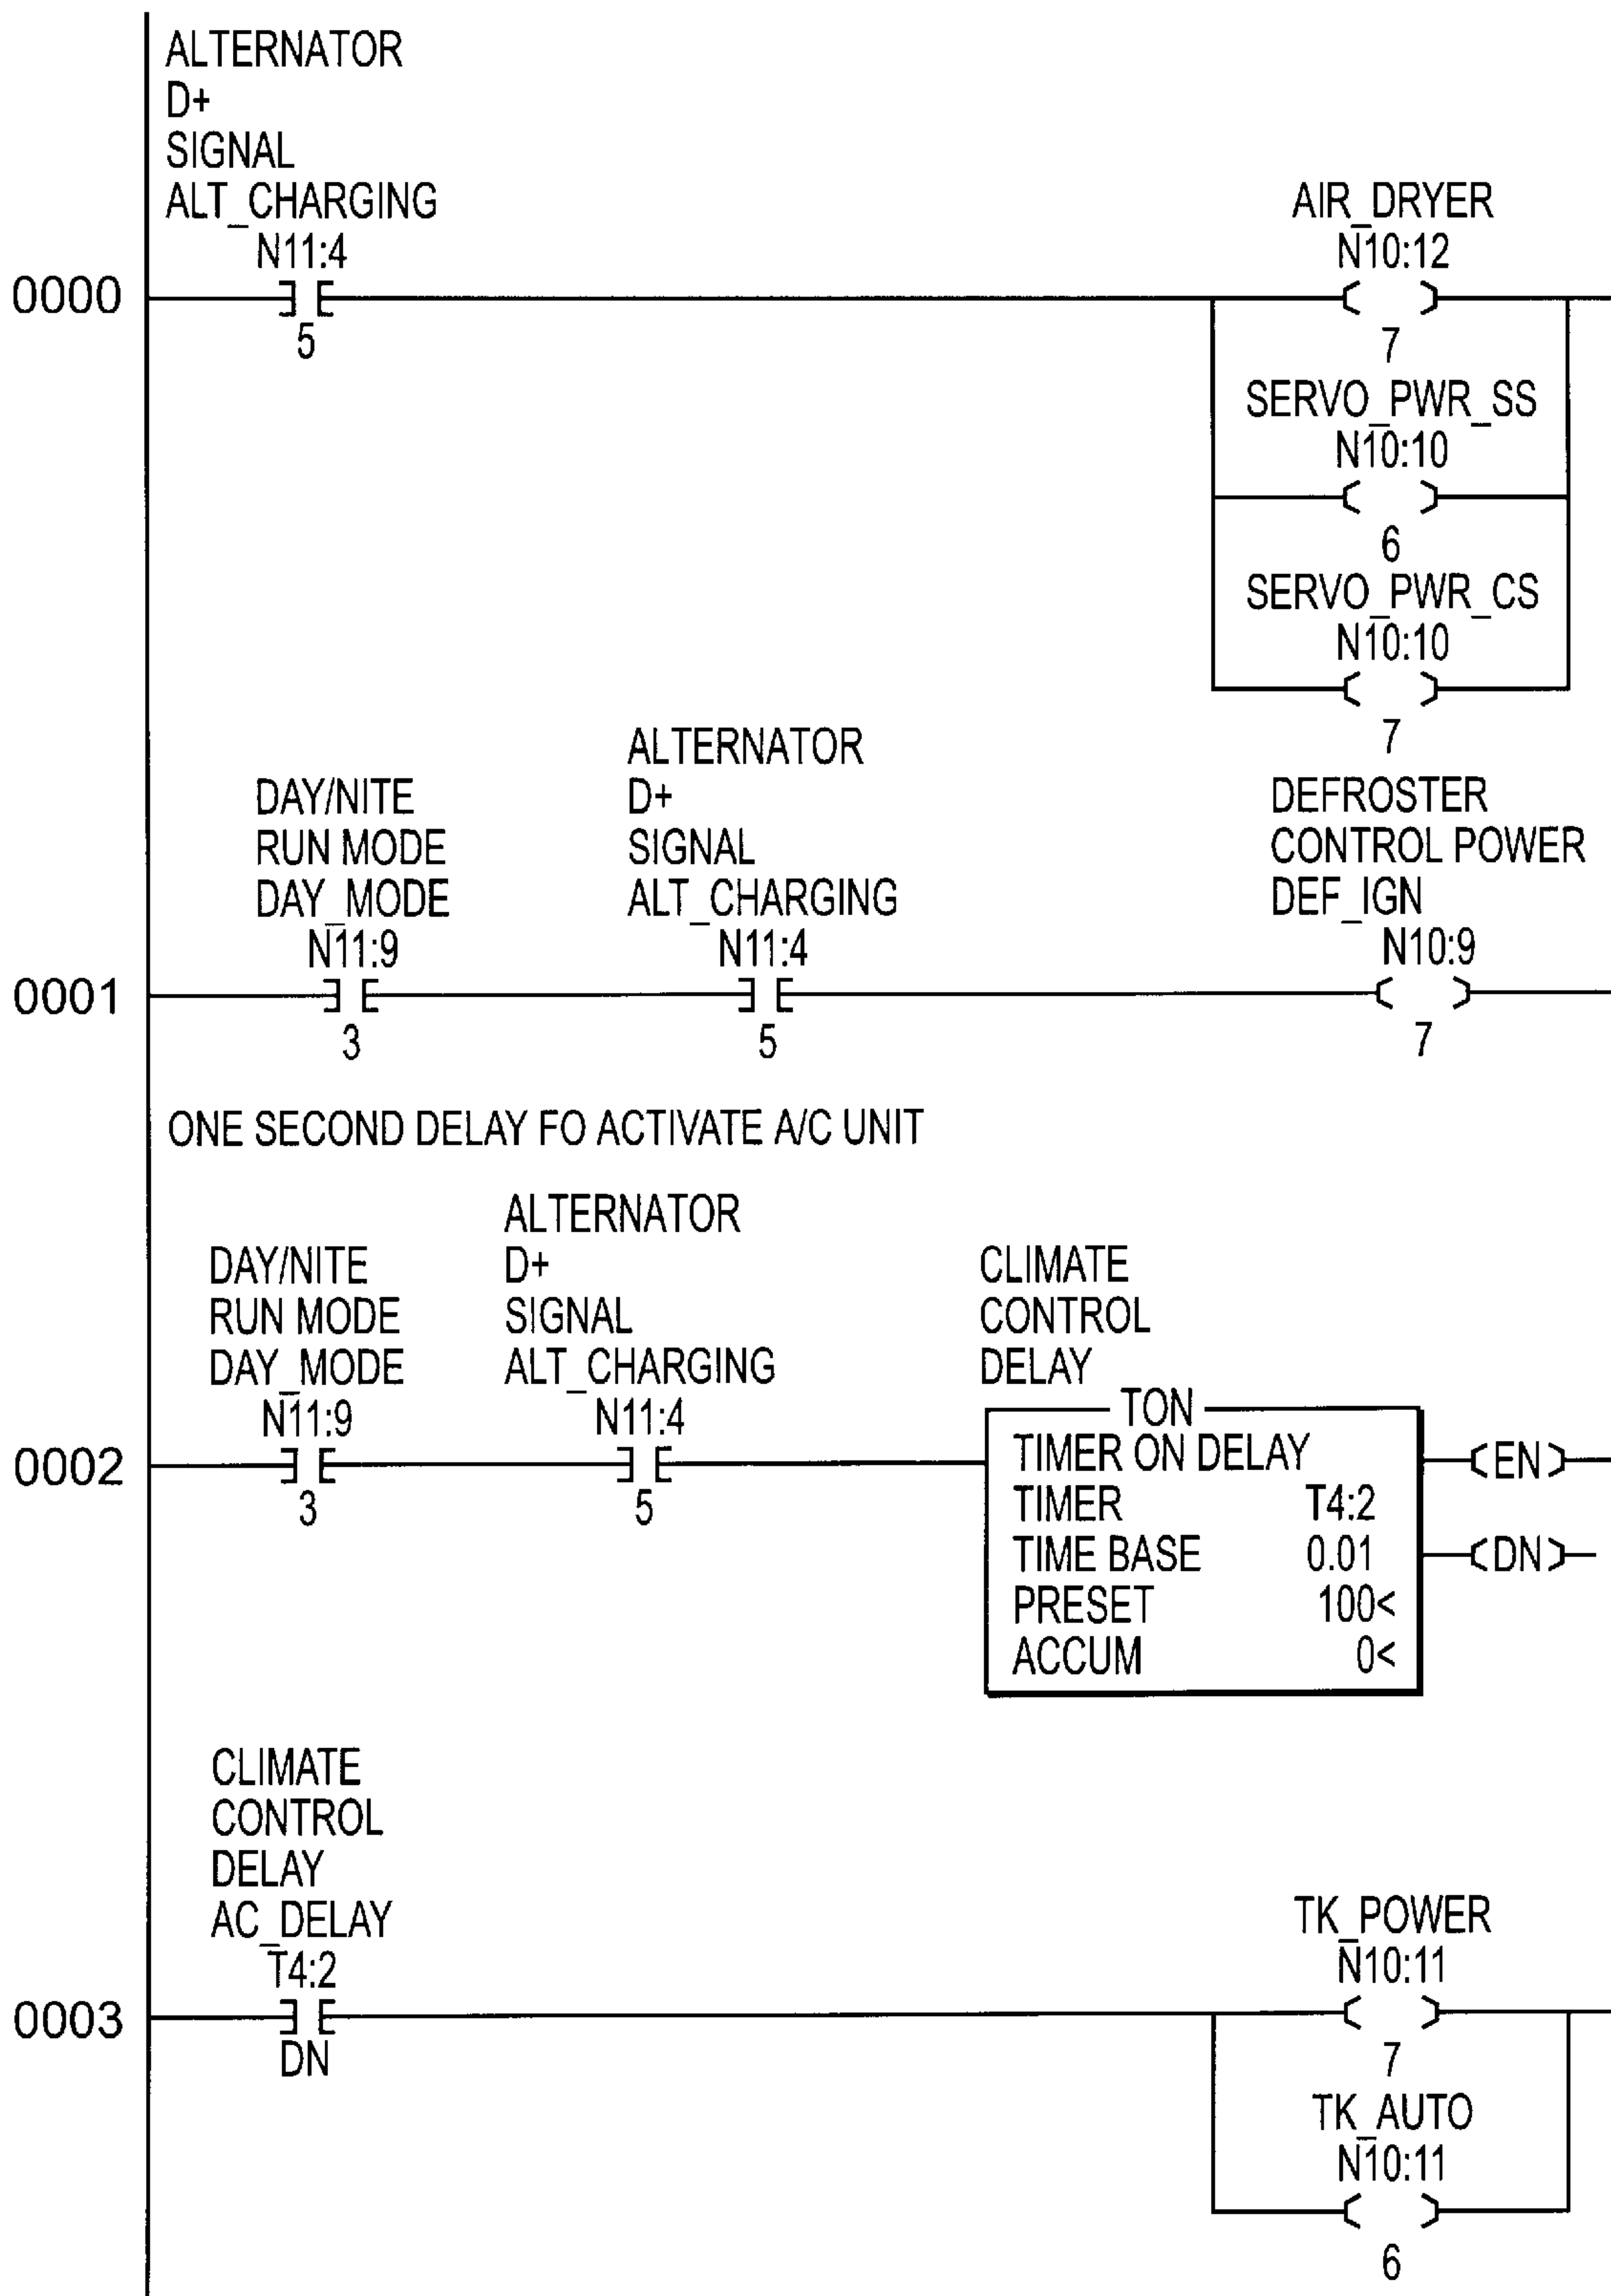 ALTERNATOR
D+
SIGNAL
ALT_CHARGING
N11:4
5
0000
AIR_DRYER
N10:12
7
SERVO_PWR_SS
N10:10
6
SERVO_PWR_CS
N10:10
7
DAY/NITE
RUN MODE
DAY_MODE
N11:9
3
ALTERNATOR
D+
SIGNAL
ALT_CHARGING
N11:4
5
DEFROSTER
CONTROL POWER
DEF_IGN
N10:9
7
0001
ONE SECOND DELAY FO ACTIVATE A/C UNIT
DAY/NITE
RUN MODE
DAY_MODE
N11:9
3
ALTERNATOR
D+
SIGNAL
ALT_CHARGING
N11:4
5
CLIMATE
CONTROL
DELAY
TON
TIMER ON DELAY
TIMER T4:2
TIME BASE 0.01
PRESET 100<
ACCUM 0<
EN
DN
0002
CLIMATE
CONTROL
DELAY
AC_DELAY
T4:2
DN
0003
TK_POWER
N10:11
7
TK_AUTO
N10:11
6